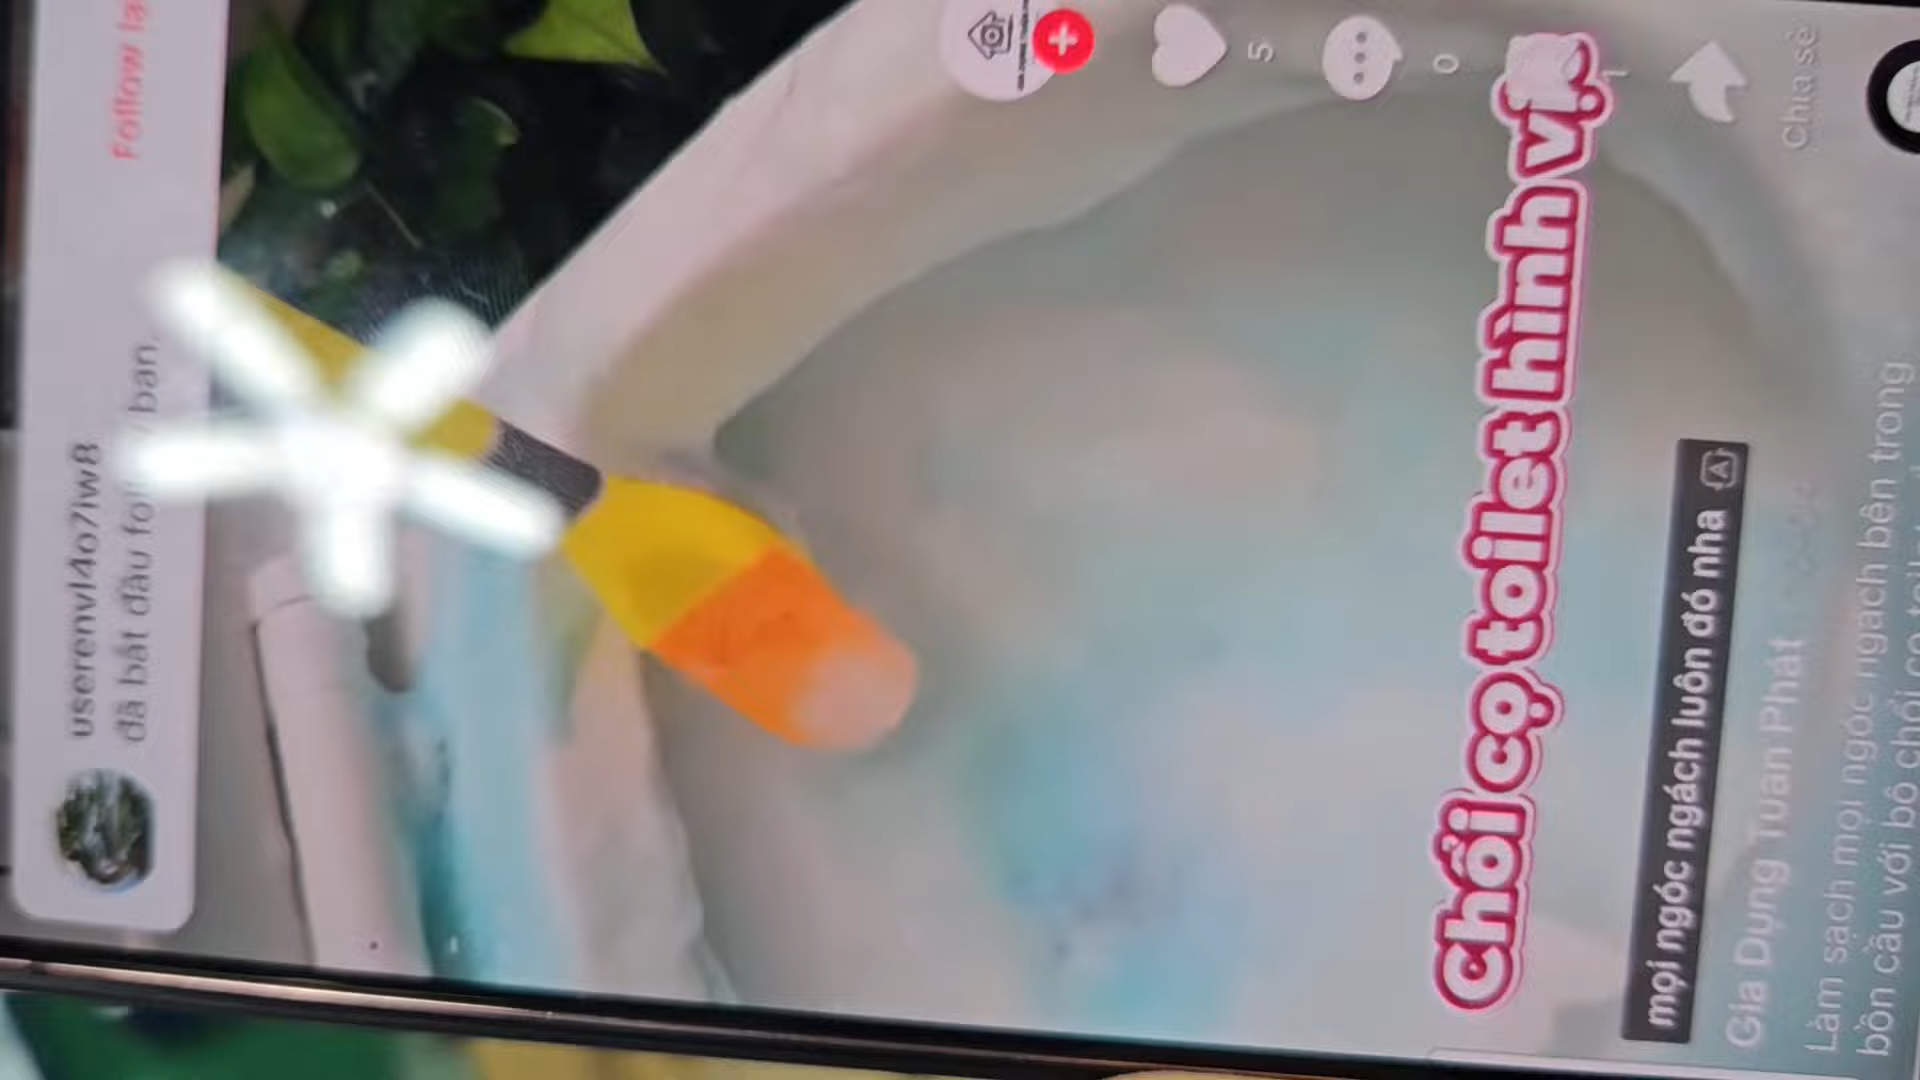 userenvl4o7iw8
đã bắt đầu bạn.
Follow lại
5
0
1
Chia sẻ
Chổi cọ toilet hình vịt
mọi ngóc ngách luôn đó nha
Gia Dụng Tuấn Phát
Làm sạch mọi ngóc ngách bên trong
bồn cầu với bộ chổi cọ toilet